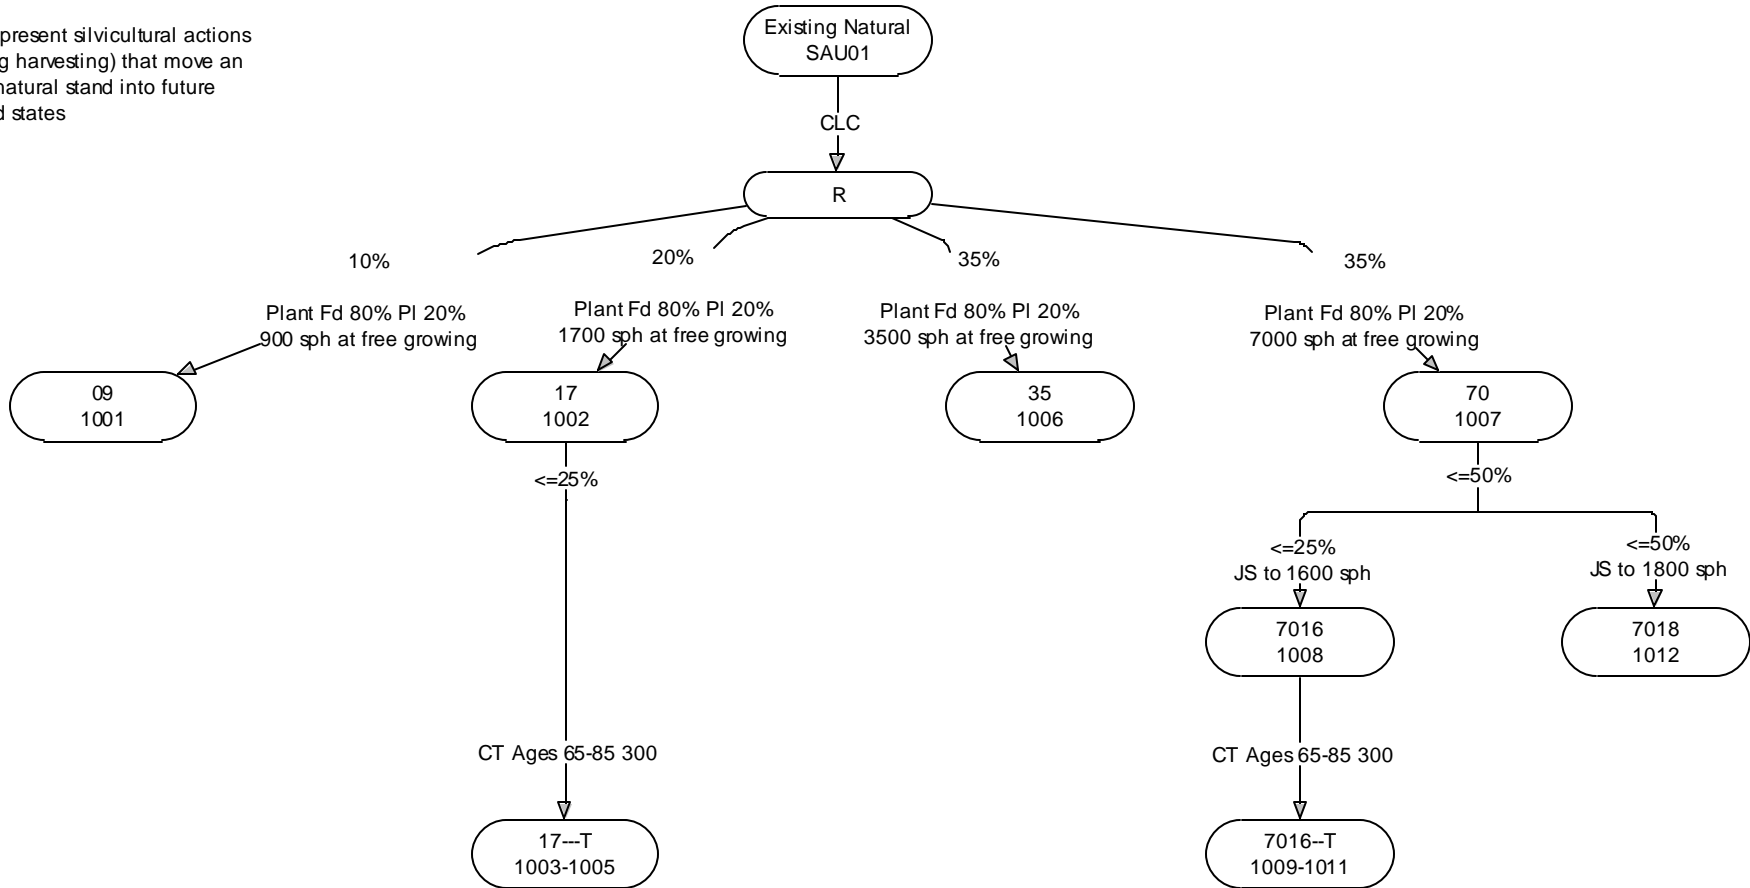 present silvicultural actions
g harvesting) that move an
natural stand into future
d states
Existing Natural
SAU01
CLC
R
10%
20%
35%
35%
Plant Fd 80% Pl 20%
900 sph at free growing
Plant Fd 80% Pl 20%
1700 sph at free growing
Plant Fd 80% Pl 20%
3500 sph at free growing
Plant Fd 80% Pl 20%
7000 sph at free growing
09
1001
17
1002
35
1006
70
1007
<=25%
<=50%
<=25%
JS to 1600 sph
<=50%
JS to 1800 sph
7016
1008
7018
1012
CT Ages 65-85 300
CT Ages 65-85 300
17---T
1003-1005
7016--T
1009-1011